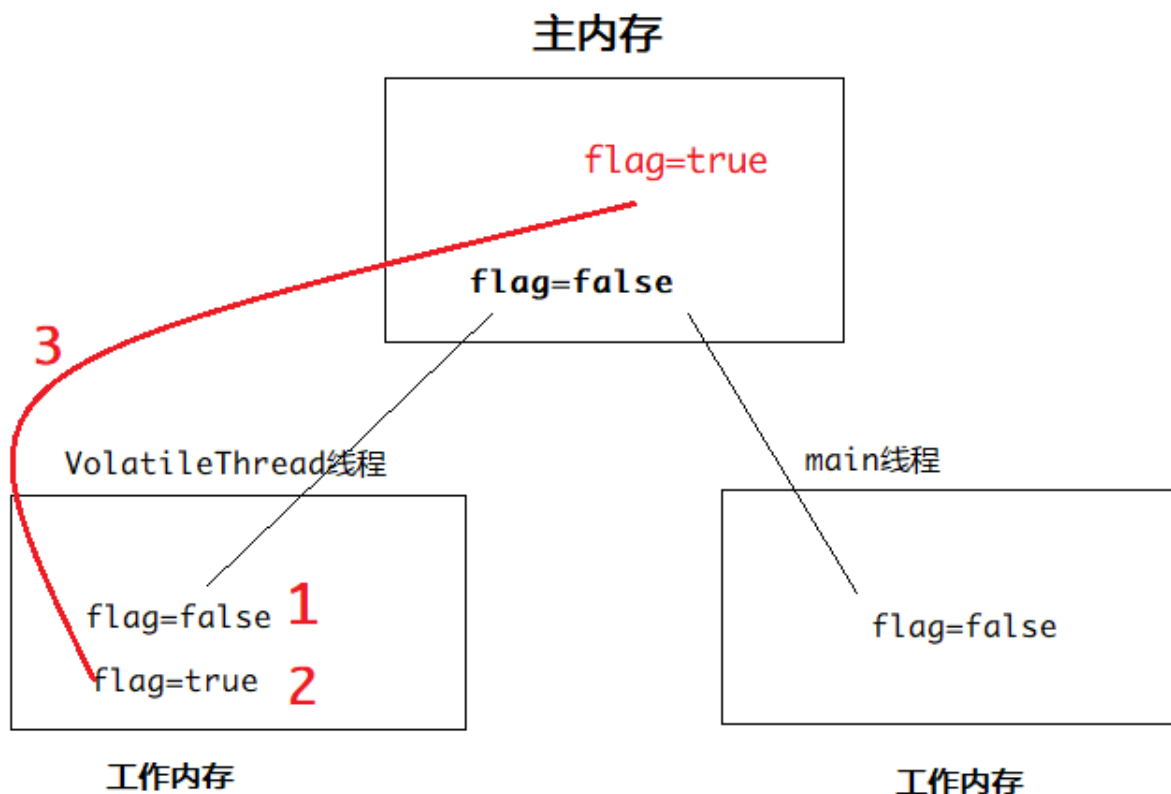 主内存
flag=true
flag=false
3
VolatileThread线程
main线程
flag=false 1
flag=false
flag=true 2
工作内存
工作内存